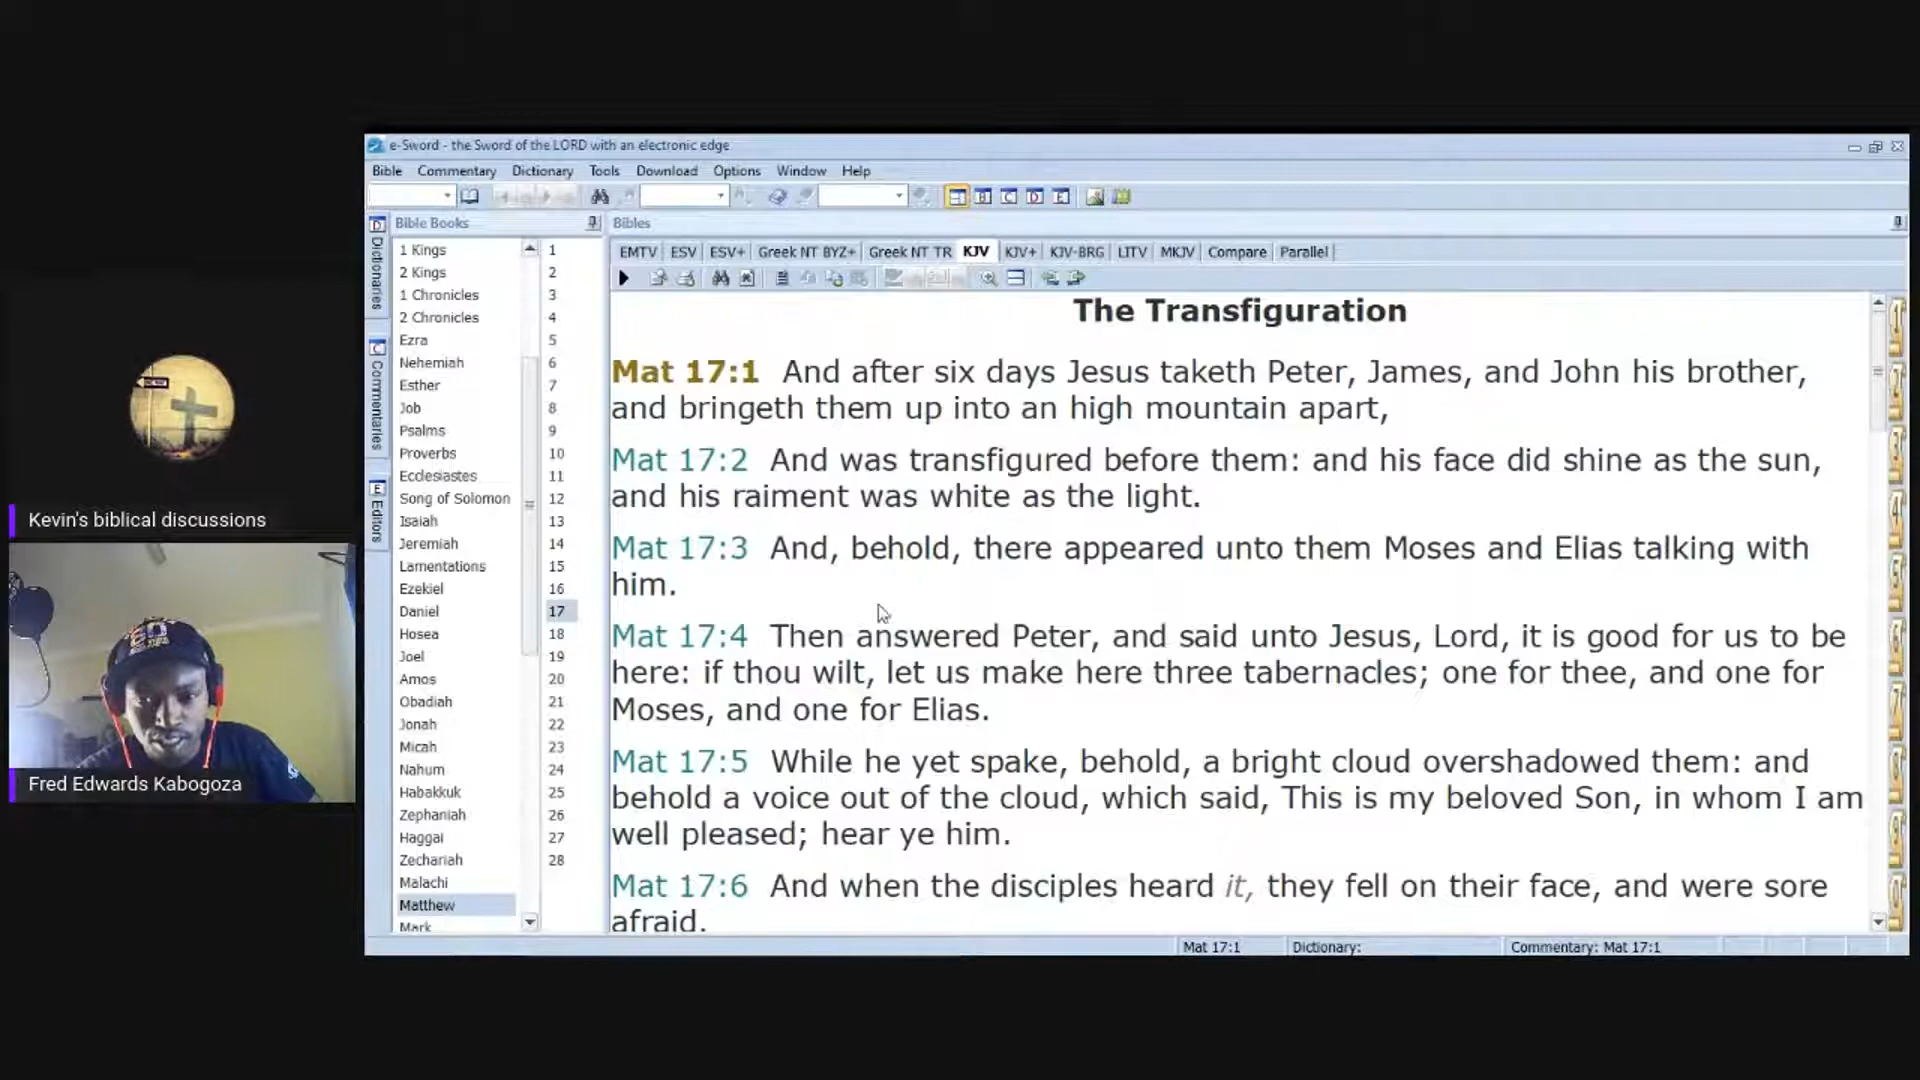 e-Sword - the Sword of the LORD with an electronic edge
Bible Commentary Dictionary Tools Download Options Window Help
B C D E
Bible Books
Bibles
D Dictionaries
C Commentaries
E Editors
EMTV ESV ESV+ Greek NT BYZ+ Greek NT TR KJV KJV+ KJV-BRG LITV MKJV Compare Parallel
1 Kings 1
2 Kings 2
1 Chronicles 3
2 Chronicles 4
Ezra 5
Nehemiah 6
Esther 7
Job 8
Psalms 9
Proverbs 10
Ecclesiastes 11
Song of Solomon 12
Isaiah 13
Jeremiah 14
Lamentations 15
Ezekiel 16
Daniel 17
Hosea 18
Joel 19
Amos 20
Obadiah 21
Jonah 22
Micah 23
Nahum 24
Habakkuk 25
Zephaniah 26
Haggai 27
Zechariah 28
Malachi
Matthew
Mark
The Transfiguration
Mat 17:1 And after six days Jesus taketh Peter, James, and John his brother,
and bringeth them up into an high mountain apart,
Mat 17:2 And was transfigured before them: and his face did shine as the sun,
and his raiment was white as the light.
Mat 17:3 And, behold, there appeared unto them Moses and Elias talking with
him.
Mat 17:4 Then answered Peter, and said unto Jesus, Lord, it is good for us to be
here: if thou wilt, let us make here three tabernacles; one for thee, and one for
Moses, and one for Elias.
Mat 17:5 While he yet spake, behold, a bright cloud overshadowed them: and
behold a voice out of the cloud, which said, This is my beloved Son, in whom I am
well pleased; hear ye him.
Mat 17:6 And when the disciples heard it, they fell on their face, and were sore
afraid.
Mat 17:1 Dictionary: Commentary: Mat 17:1
Kevin's biblical discussions
Fred Edwards Kabogoza